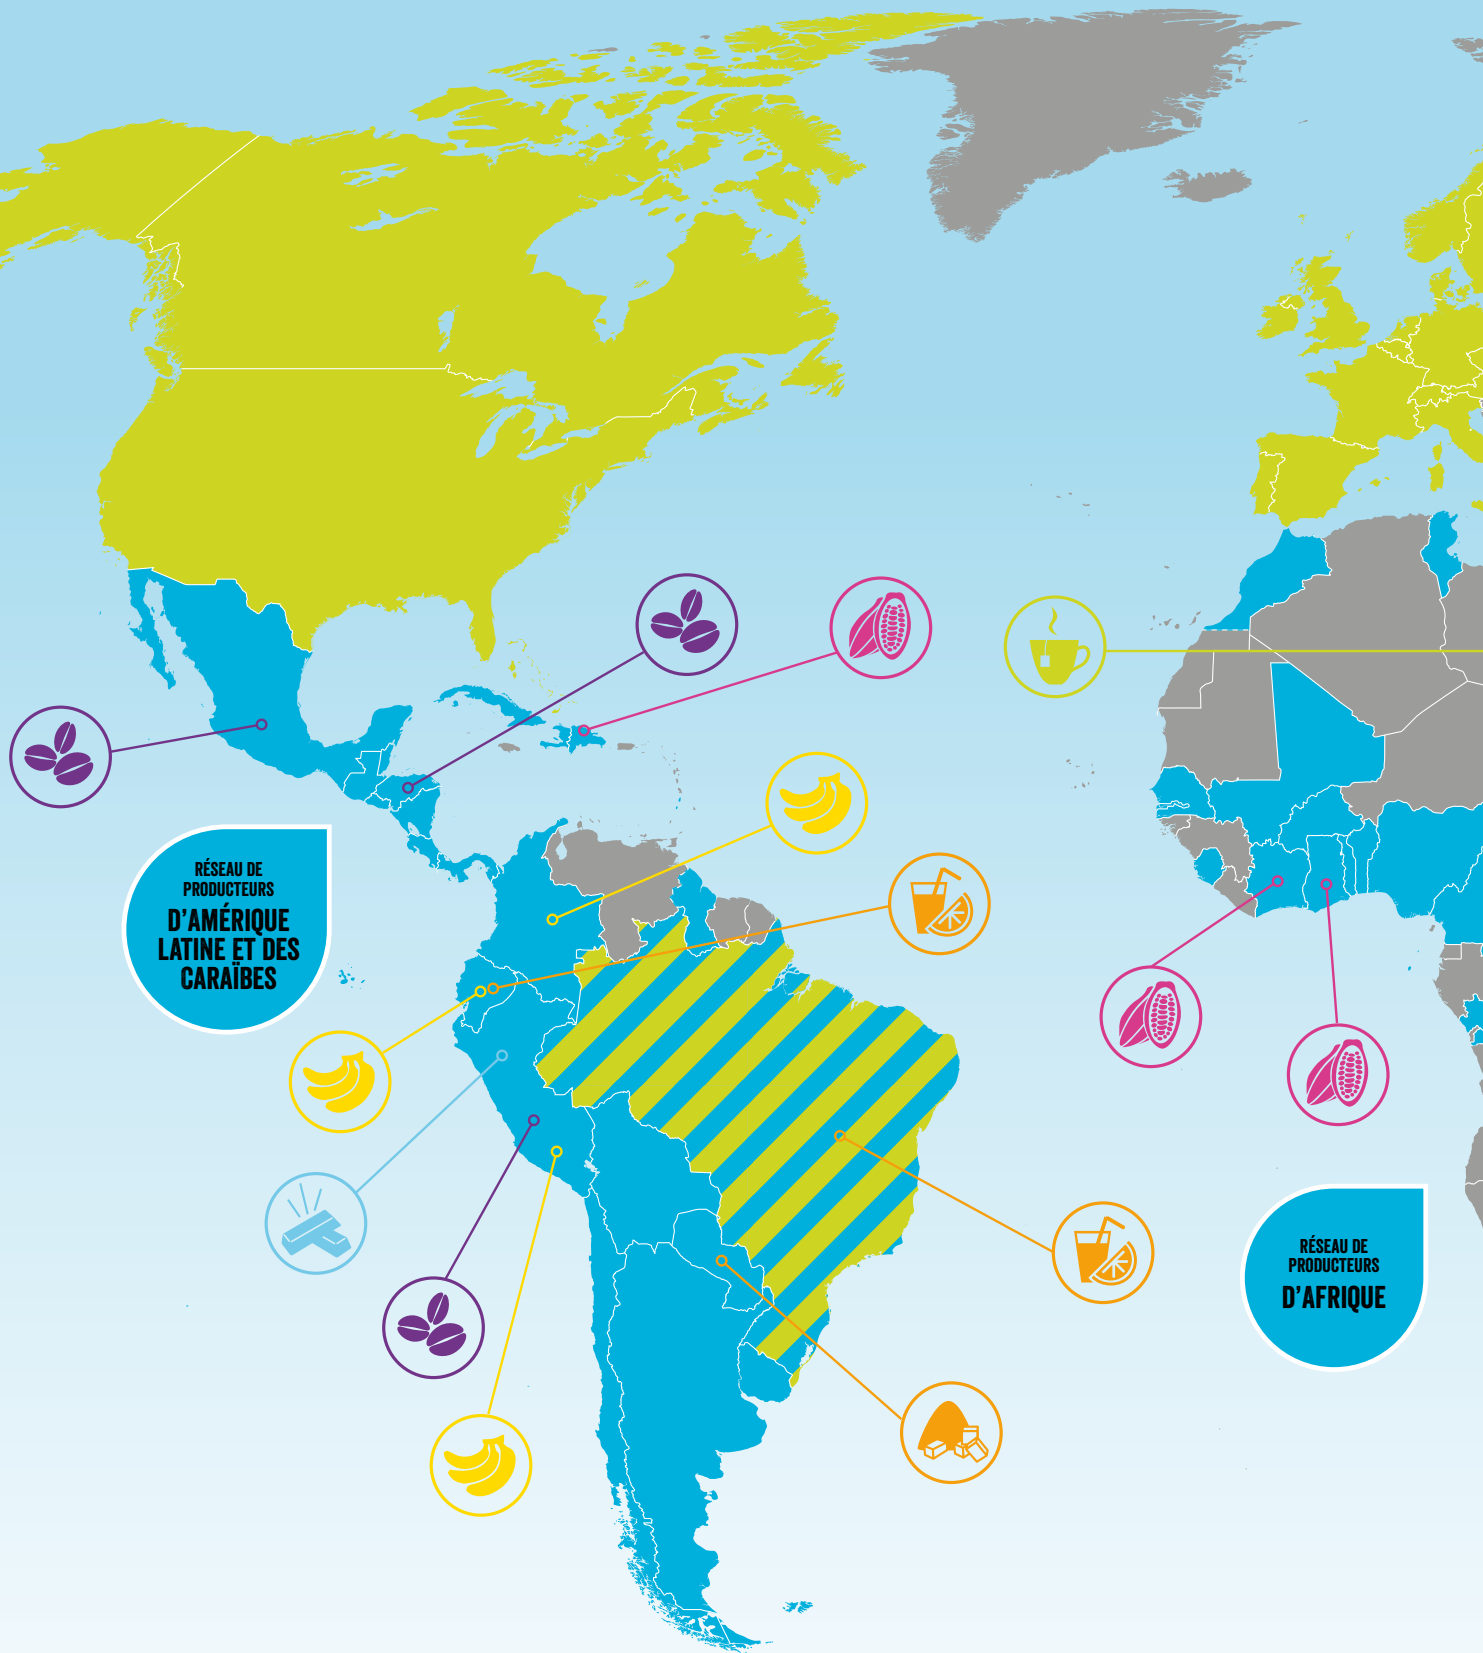 RÉSEAU DE
PRODUCTEURS
D'AMÉRIQUE
LATINE ET DES
CARAÏBES
RÉSEAU DE
PRODUCTEURS
D'AFRIQUE